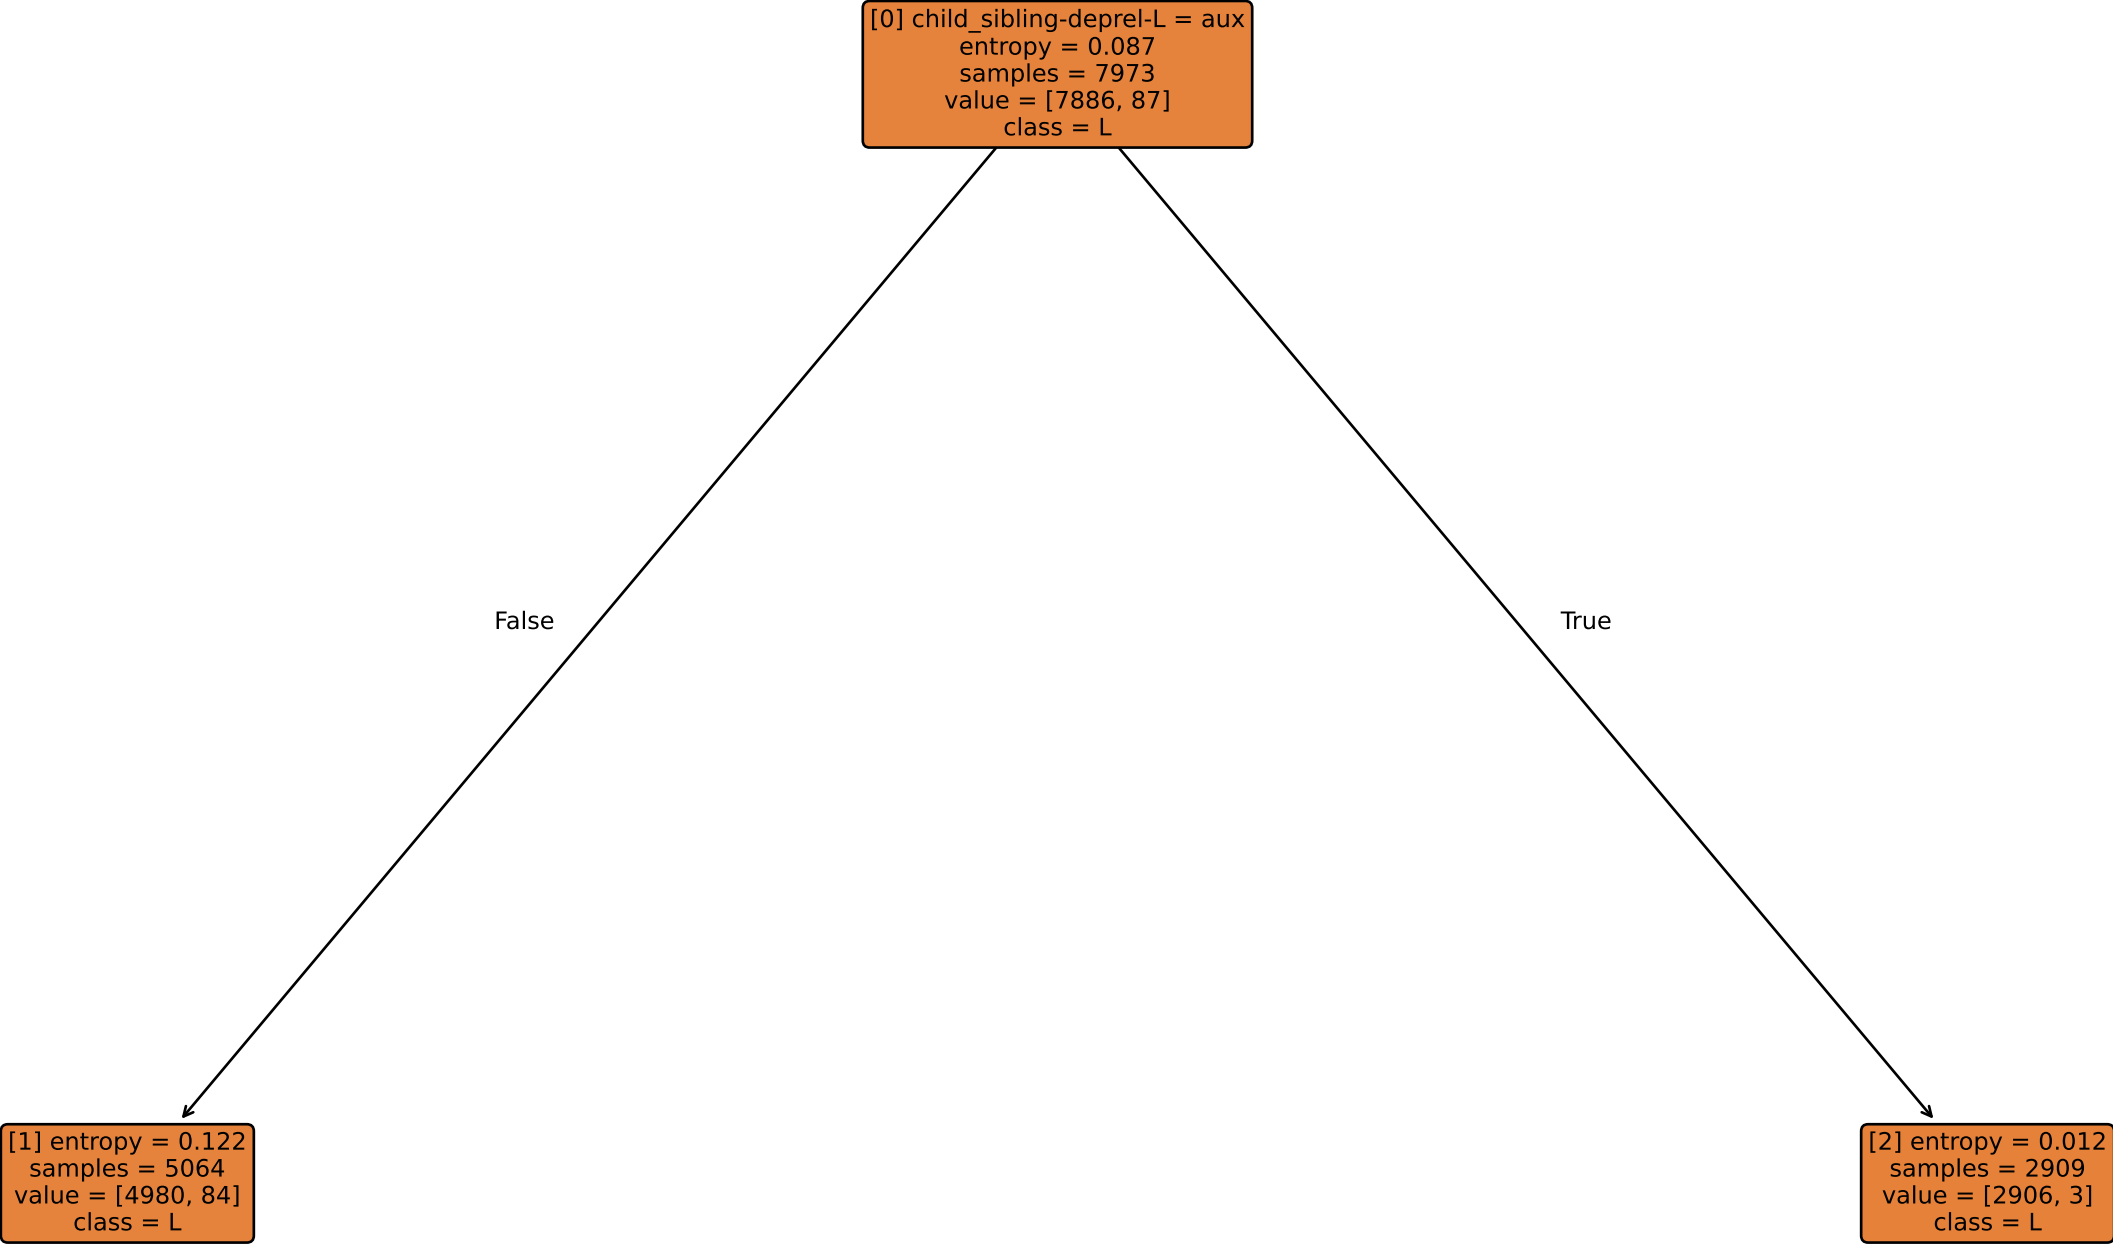 [0] child_sibling-deprel-L = aux
entropy = 0.087
samples = 7973
value = [7886, 87]
class = L
False
True
[1] entropy = 0.122
samples = 5064
value = [4980, 84]
class = L
[2] entropy = 0.012
samples = 2909
value = [2906, 3]
class = L